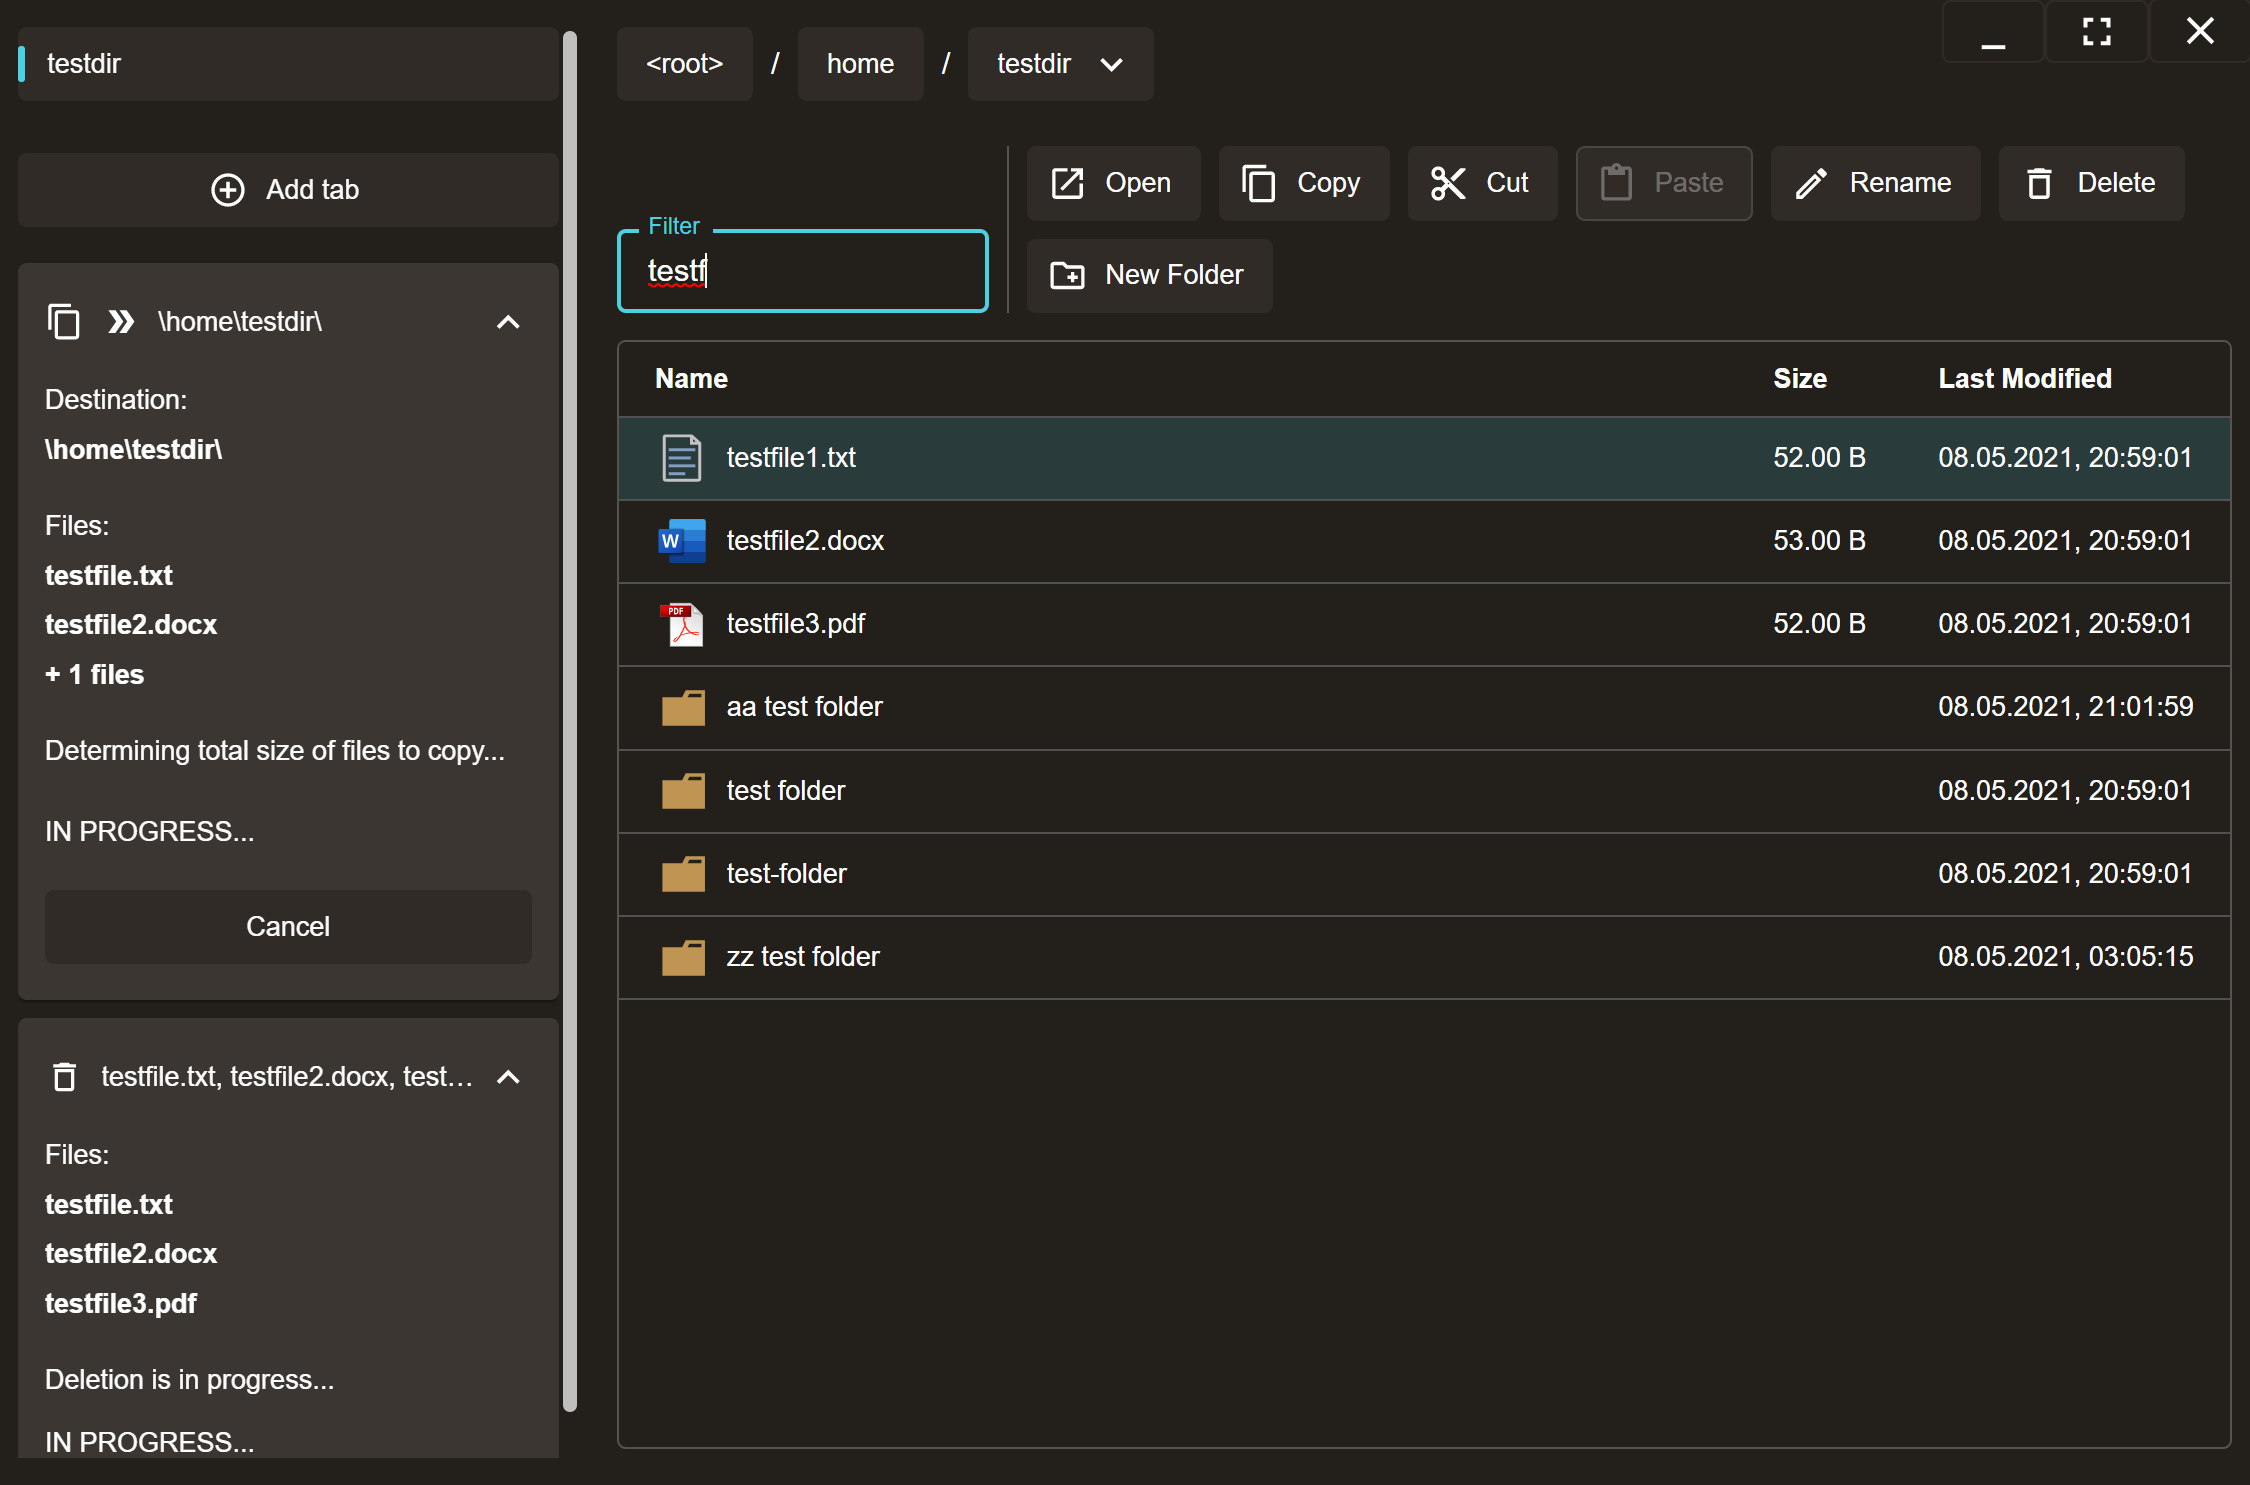 testdir
Add tab
\home\testdir\
Destination:
\home\testdir\
Files:
testfile.txt
testfile2.docx
+ 1 files
Determining total size of files to copy...
IN PROGRESS...
Cancel
testfile.txt, testfile2.docx, test...
Files:
testfile.txt
testfile2.docx
testfile3.pdf
Deletion is in progress...
IN PROGRESS...
<root> / home / testdir
Filter
testf
Open Copy Cut Paste Rename Delete
New Folder
Name Size Last Modified
testfile1.txt 52.00 B 08.05.2021, 20:59:01
W testfile2.docx 53.00 B 08.05.2021, 20:59:01
PDF testfile3.pdf 52.00 B 08.05.2021, 20:59:01
aa test folder 08.05.2021, 21:01:59
test folder 08.05.2021, 20:59:01
test-folder 08.05.2021, 20:59:01
zz test folder 08.05.2021, 03:05:15